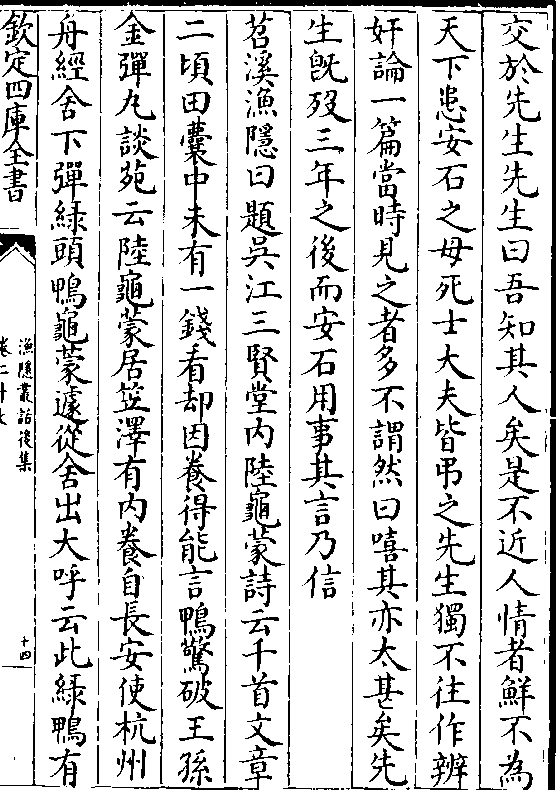 交於先生先生曰吾知其人矣是不近人情者鮮不為
天下患安石之母死士大夫皆弔之先生獨不往作辨
奸論一篇當時見之者多不謂然曰嘻其亦太甚矣先
生旣歿三年之後而安石用事其言乃信
苕溪漁隱曰題吳江三賢堂內陸龜蒙詩云千首文章
二頃田囊中未有一錢看却因養得能言鴨驚破王孫
金彈丸談苑云陸龜蒙居笠澤有內養自長安使杭州
舟經舍下彈綠頭鴨龜蒙遽從舍出大呼云此綠鴨有
欽定四庫全書
漁隱叢話後集
卷二十
十四